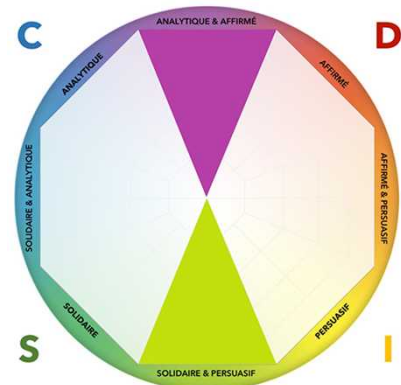 C
ANALYTIQUE & AFFIRMÉ
D
ANALYTIQUE
AFFIRMÉ
SOLIDAIRE & ANALYTIQUE
AFFIRMÉ & PERSUASIF
SOLIDAIRE
PERSUASIF
S
SOLIDAIRE & PERSUASIF
I